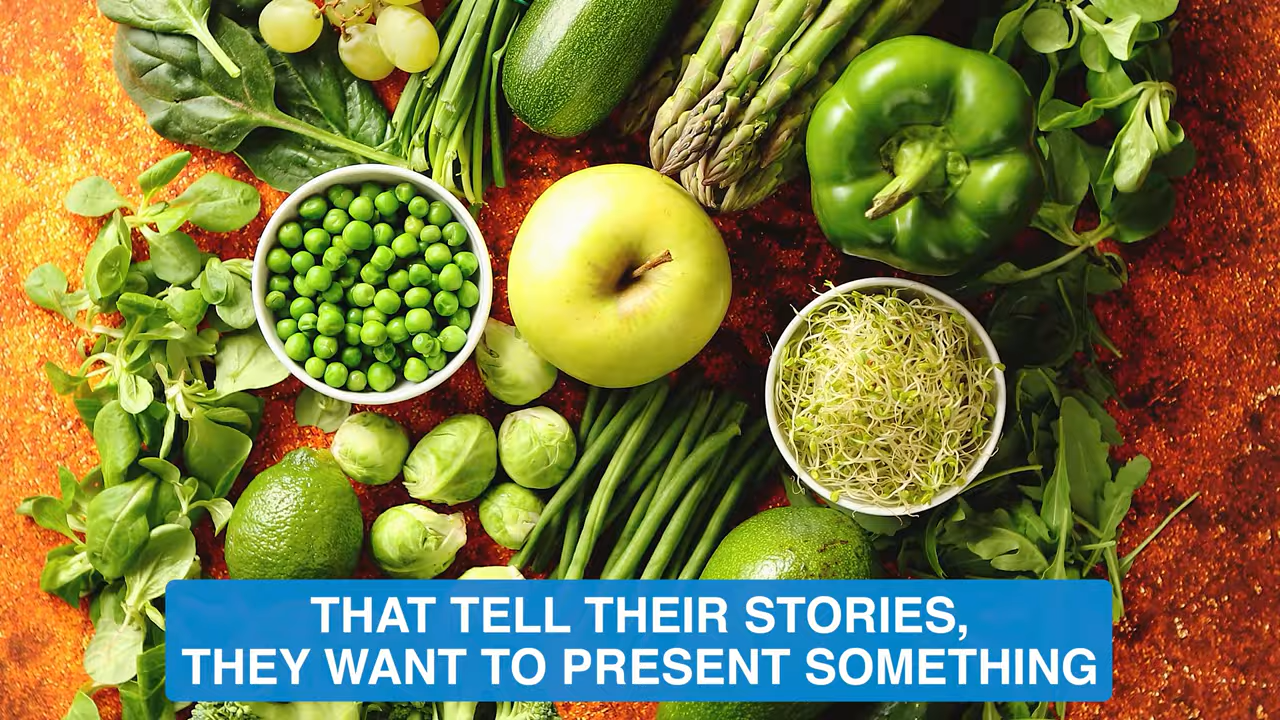 THAT TELL THEIR STORIES,
THEY WANT TO PRESENT SOMETHING